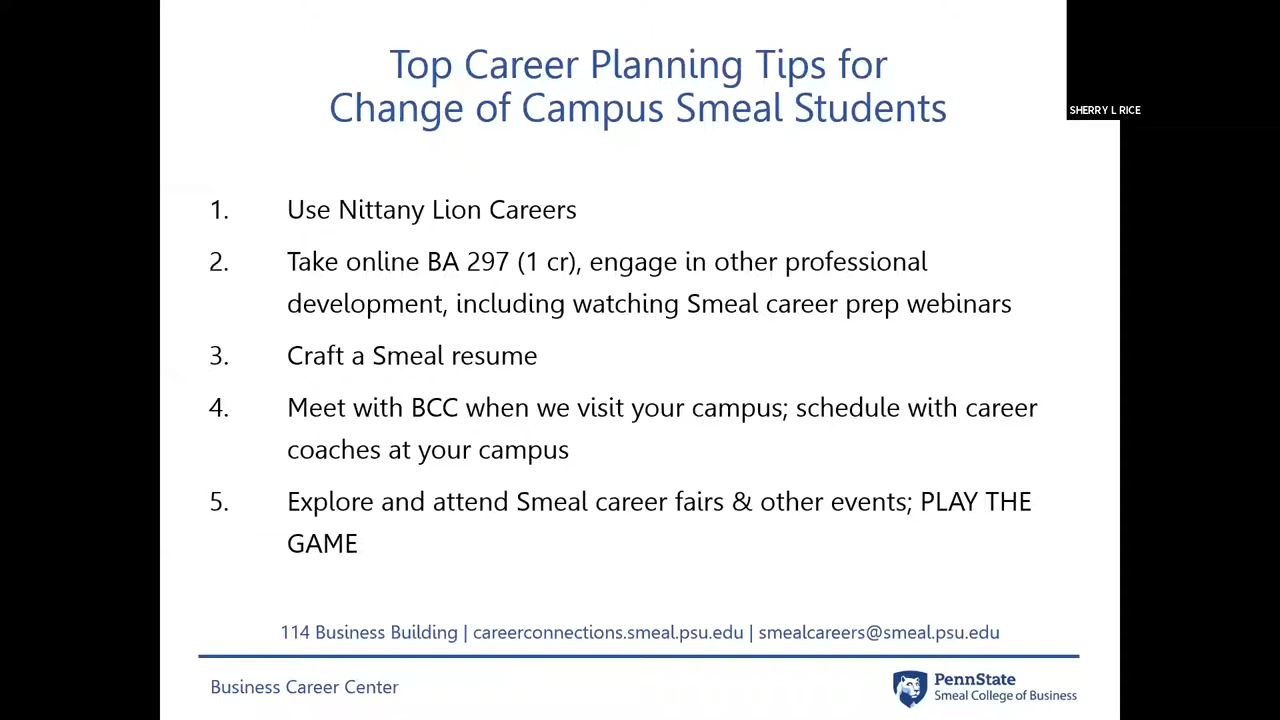 Top Career Planning Tips for
Change of Campus Smeal Students
SHERRY L RICE
1. Use Nittany Lion Careers
2. Take online BA 297 (1 cr), engage in other professional
development, including watching Smeal career prep webinars
3. Craft a Smeal resume
4. Meet with BCC when we visit your campus; schedule with career
coaches at your campus
5. Explore and attend Smeal career fairs & other events; PLAY THE
GAME
114 Business Building | careerconnections.smeal.psu.edu | smealcareers@smeal.psu.edu
Business Career Center
PennState
Smeal College of Business